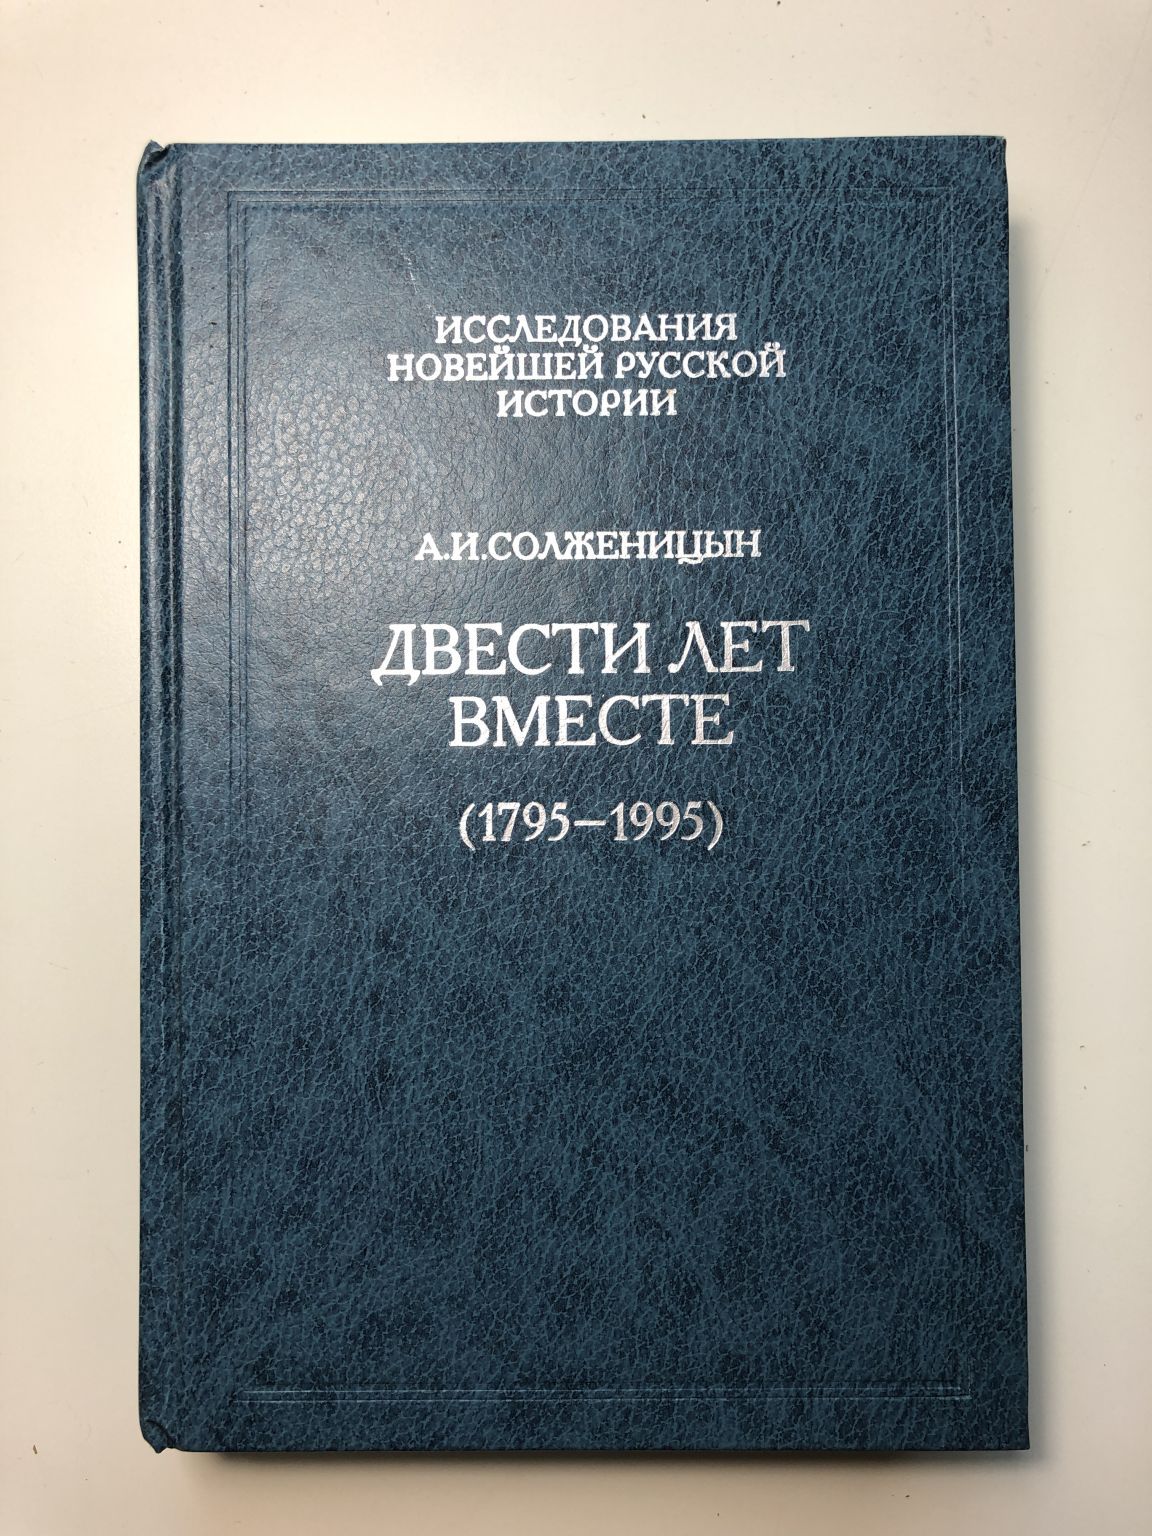 ИССЛЕДОВАНИЯ
НОВЕЙШЕЙ РУССКОЙ
ИСТОРИИ
А.И.СОЛЖЕНИЦЫН
ДВЕСТИ ЛЕТ
ВМЕСТЕ
(1795–1995)